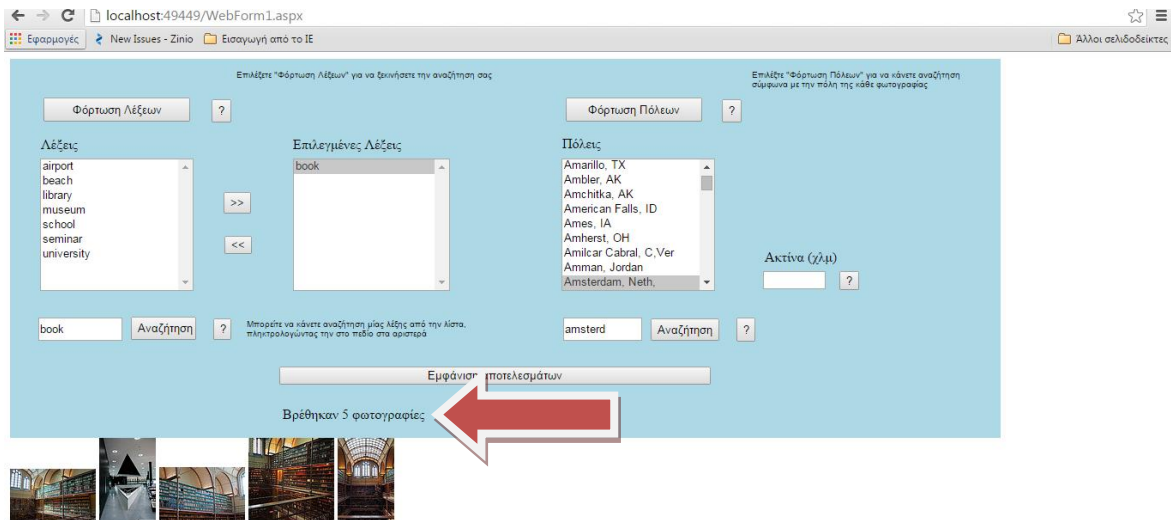 localhost:49449/WebForm1.aspx
Εφαρμογές New Issues - Zinio Εισαγωγή από το IE Άλλοι σελιδοδείκτες
Επιλέξετε "Φόρτωση Λέξεων" για να ξεκινήσετε την αναζήτηση σας
Επιλέξτε "Φόρτωση Πόλεων" για να κάνετε αναζήτηση
σύμφωνα με την πόλη της κάθε φωτογραφίας
Φόρτωση Λέξεων ? Φόρτωση Πόλεων ?
Λέξεις Επιλεγμένες Λέξεις Πόλεις
airport
beach
library
museum
school
seminar
university
>>
<<
book
Amarillo, TX
Ambler, AK
Amchitka, AK
American Falls, ID
Ames, IA
Amherst, OH
Amilcar Cabral, C,Ver
Amman, Jordan
Amsterdam, Neth,
Ακτίνα (χλμ)
?
book Αναζήτηση ?
Μπορείτε να κάνετε αναζήτηση μίας λέξης από την λίστα,
πληκτρολογώντας την στο πεδίο στα αριστερά
amsterd Αναζήτηση ?
Εμφάνιση αποτελεσμάτων
Βρέθηκαν 5 φωτογραφίες